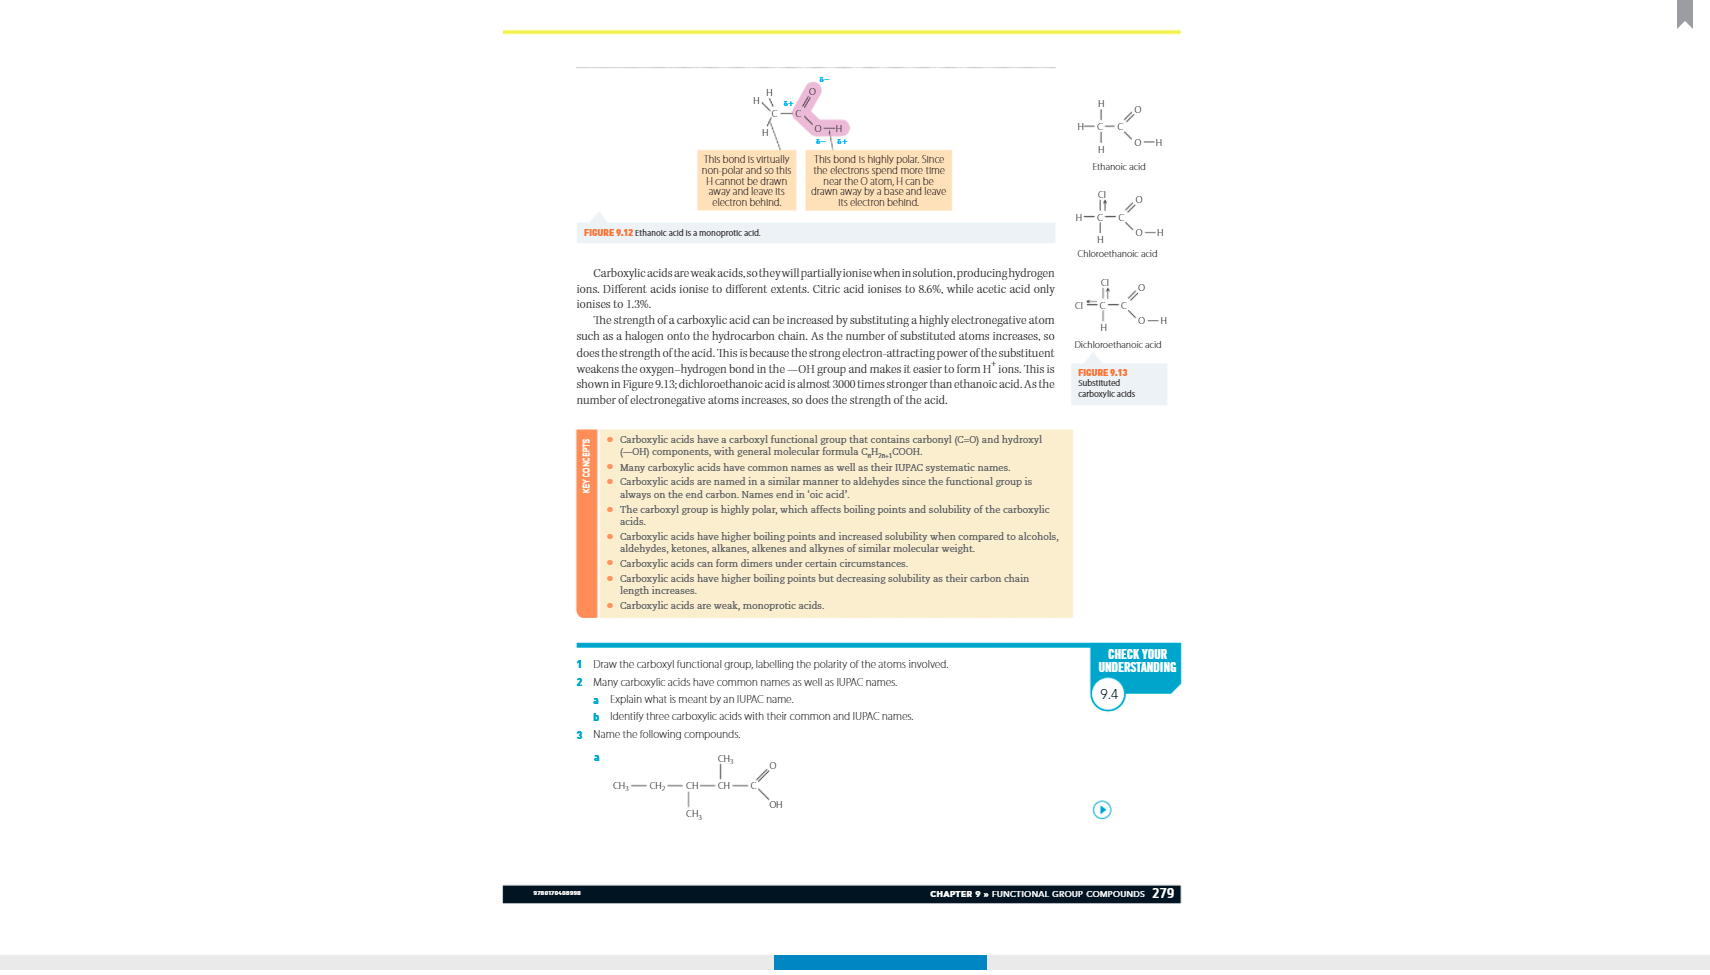 δ−
H
O
H
δ+
C
C
H
O
H
δ−
δ+
This bond is virtually
non-polar and so this
H cannot be drawn
away and leave its
electron behind.
This bond is highly polar. Since
the electrons spend more time
near the O atom, H can be
drawn away by a base and leave
its electron behind.
FIGURE 9.12 Ethanoic acid is a monoprotic acid.
H
O
H—C—C
H
O—H
Ethanoic acid
Cl
O
H—C—C
H
O—H
Chloroethanoic acid
Cl
O
Cl C—C
H
O—H
Dichloroethanoic acid
FIGURE 9.13
Substituted
carboxylic acids
Carboxylic acids are weak acids, so they will partially ionise when in solution, producing hydrogen
ions. Different acids ionise to different extents. Citric acid ionises to 8.6%, while acetic acid only
ionises to 1.3%.
The strength of a carboxylic acid can be increased by substituting a highly electronegative atom
such as a halogen onto the hydrocarbon chain. As the number of substituted atoms increases, so
does the strength of the acid. This is because the strong electron-attracting power of the substituent
weakens the oxygen–hydrogen bond in the —OH group and makes it easier to form H⁺ ions. This is
shown in Figure 9.13; dichloroethanoic acid is almost 3000 times stronger than ethanoic acid. As the
number of electronegative atoms increases, so does the strength of the acid.
KEY CONCEPTS
• Carboxylic acids have a carboxyl functional group that contains carbonyl (C=O) and hydroxyl
(—OH) components, with general molecular formula CₙH₂ₙ₊₁COOH.
• Many carboxylic acids have common names as well as their IUPAC systematic names.
• Carboxylic acids are named in a similar manner to aldehydes since the functional group is
always on the end carbon. Names end in ‘oic acid’.
• The carboxyl group is highly polar, which affects boiling points and solubility of the carboxylic
acids.
• Carboxylic acids have higher boiling points and increased solubility when compared to alcohols,
aldehydes, ketones, alkanes, alkenes and alkynes of similar molecular weight.
• Carboxylic acids can form dimers under certain circumstances.
• Carboxylic acids have higher boiling points but decreasing solubility as their carbon chain
length increases.
• Carboxylic acids are weak, monoprotic acids.
CHECK YOUR
UNDERSTANDING
9.4
1 Draw the carboxyl functional group, labelling the polarity of the atoms involved.
2 Many carboxylic acids have common names as well as IUPAC names.
a Explain what is meant by an IUPAC name.
b Identify three carboxylic acids with their common and IUPAC names.
3 Name the following compounds.
a
CH₃
O
CH₃—CH₂—CH—CH—C
OH
CH₃
9780170408998
CHAPTER 9 » FUNCTIONAL GROUP COMPOUNDS 279